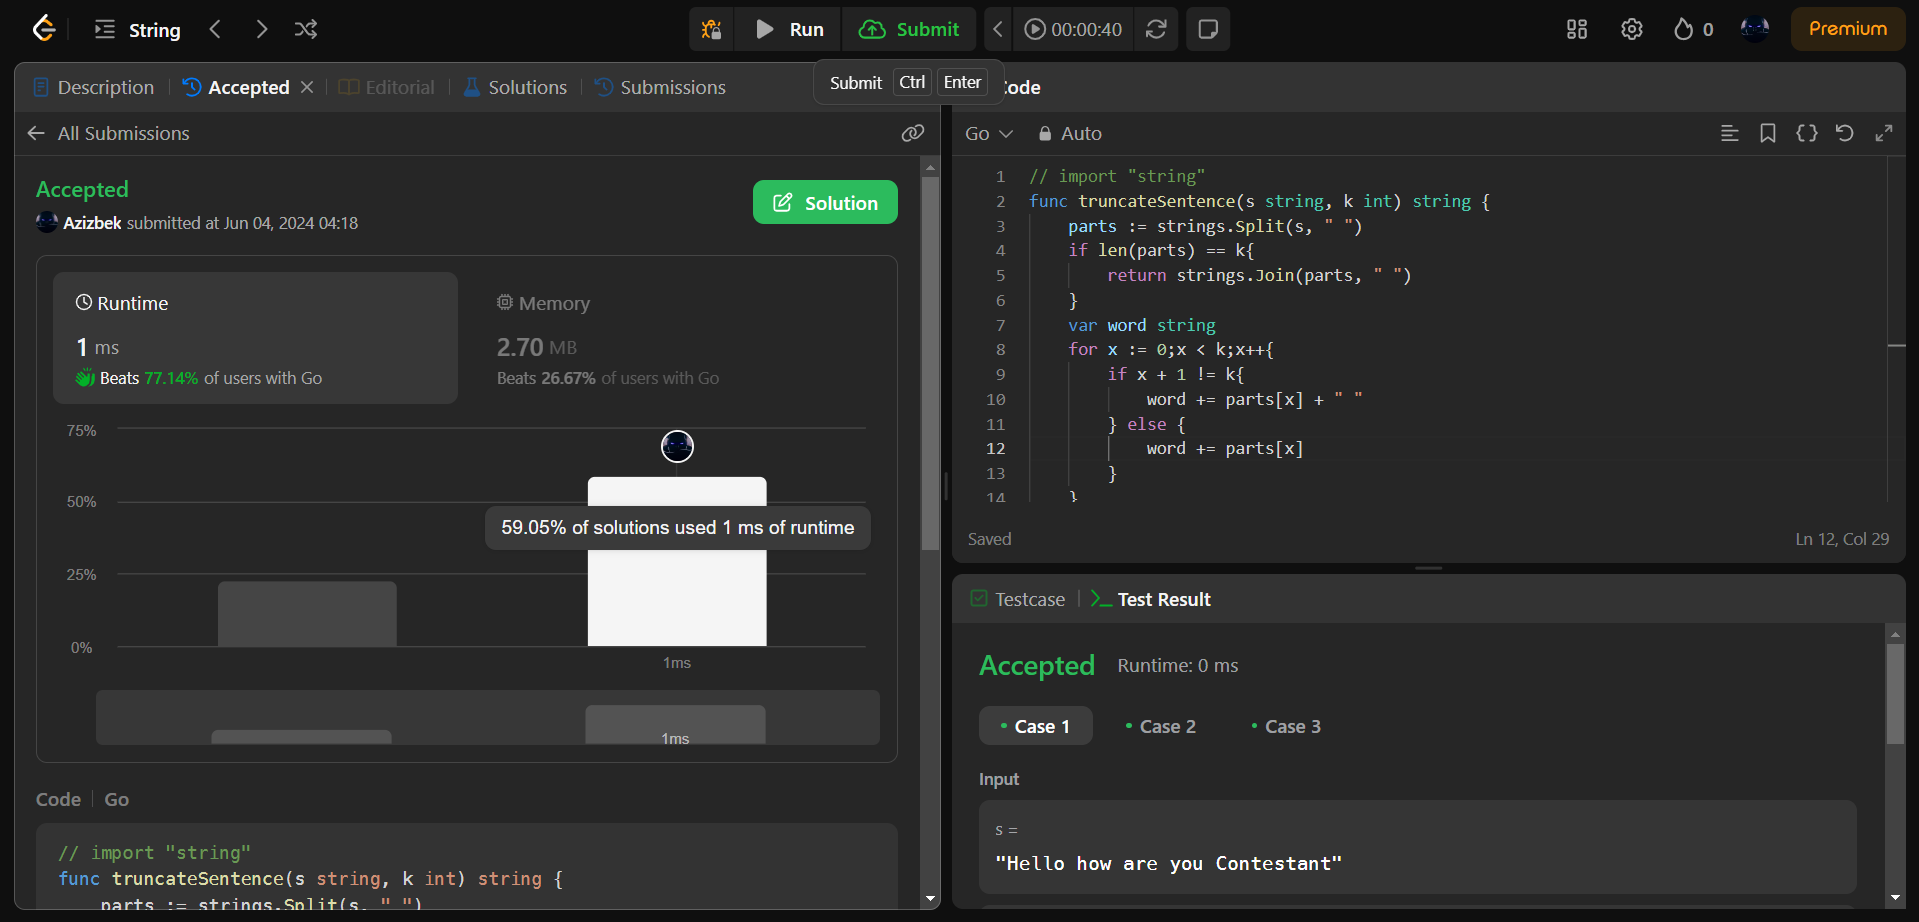 String
Run
Submit
00:00:40
0
Premium
Description
Accepted
Editorial
Solutions
Submissions
Submit Ctrl Enter
ode
All Submissions
Go
Auto
Accepted
Azizbek submitted at Jun 04, 2024 04:18
Solution
Runtime
1 ms
Beats 77.14% of users with Go
Memory
2.70 MB
Beats 26.67% of users with Go
75%
50%
25%
0%
59.05% of solutions used 1 ms of runtime
1ms
1ms
Code
Go
// import "string"
func truncateSentence(s string, k int) string {
parts := strings.Split(s, " ")
1 // import "string"
2 func truncateSentence(s string, k int) string {
3 parts := strings.Split(s, " ")
4 if len(parts) == k{
5 return strings.Join(parts, " ")
6 }
7 var word string
8 for x := 0;x < k;x++{
9 if x + 1 != k{
10 word += parts[x] + " "
11 } else {
12 word += parts[x]
13 }
14 }
Saved
Ln 12, Col 29
Testcase
Test Result
Accepted
Runtime: 0 ms
Case 1
Case 2
Case 3
Input
s =
"Hello how are you Contestant"